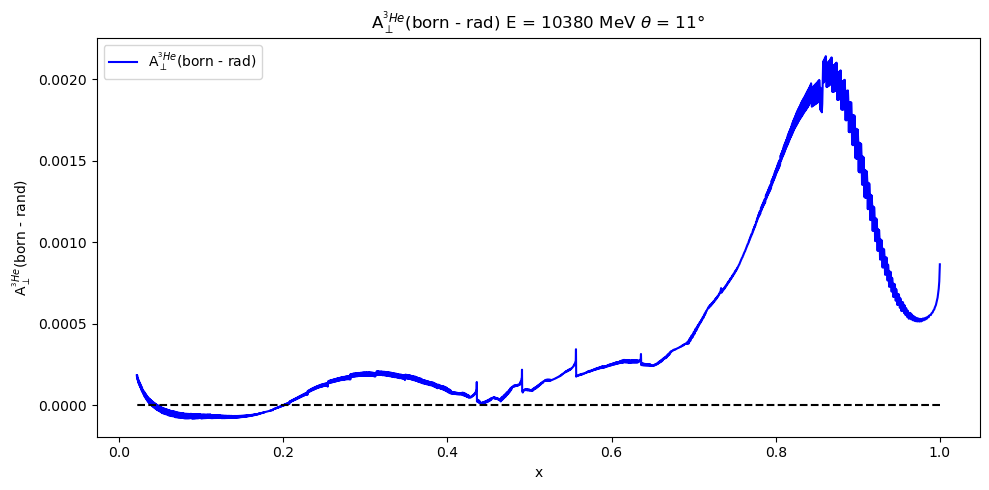 A⊥³ᴴᵉ(born - rad) E = 10380 MeV θ = 11°
A⊥³ᴴᵉ(born - rad)
A⊥³ᴴᵉ(born - rand)
0.0020
0.0015
0.0010
0.0005
0.0000
0.0 0.2 0.4 0.6 0.8 1.0
x